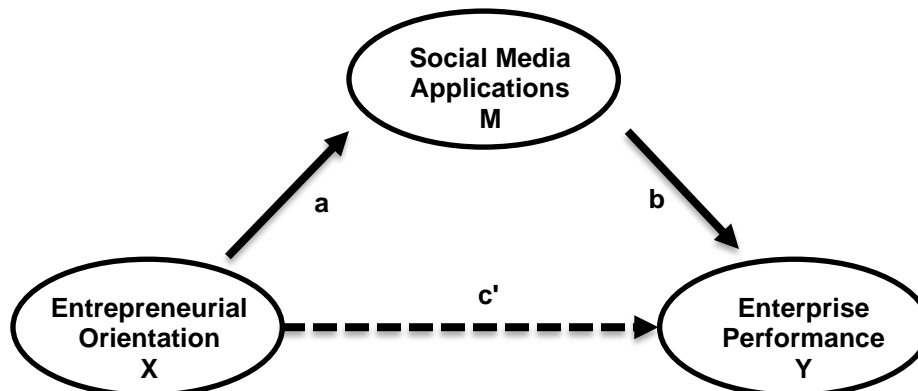 Social Media
Applications
M
a
b
c'
Entrepreneurial
Orientation
X
Enterprise
Performance
Y